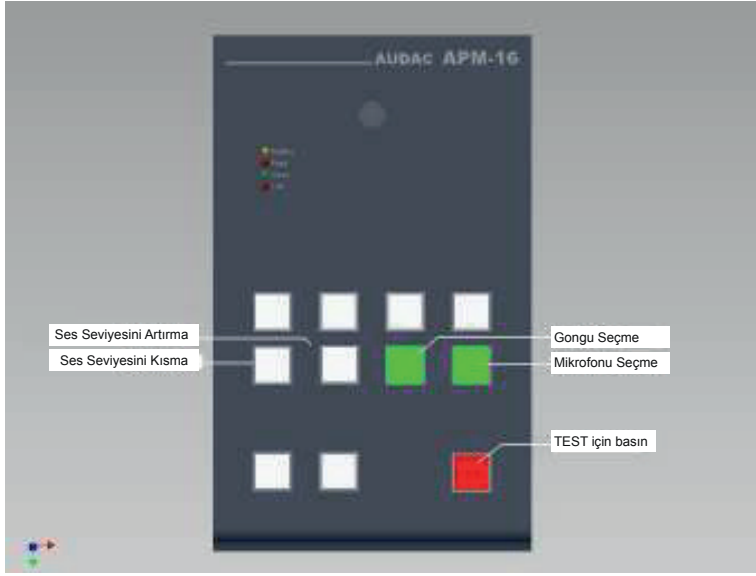 AUDAC APM-16
Ses Seviyesini Artırma
Gongu Seçme
Ses Seviyesini Kısma
Mikrofonu Seçme
TEST için basın